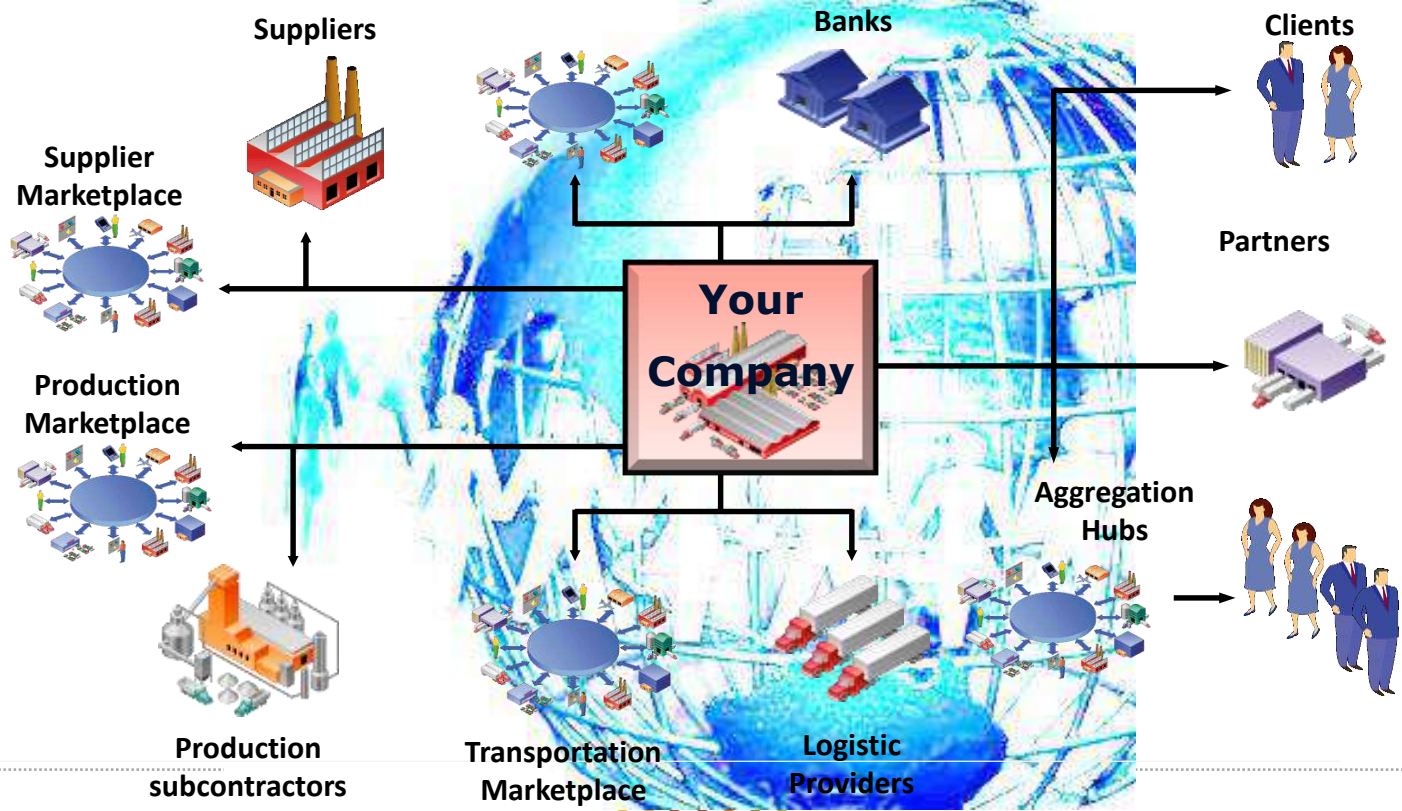 Suppliers
Banks
Clients
Supplier
Marketplace
Partners
Your
Company
Production
Marketplace
Aggregation
Hubs
Production
subcontractors
Transportation
Marketplace
Logistic
Providers